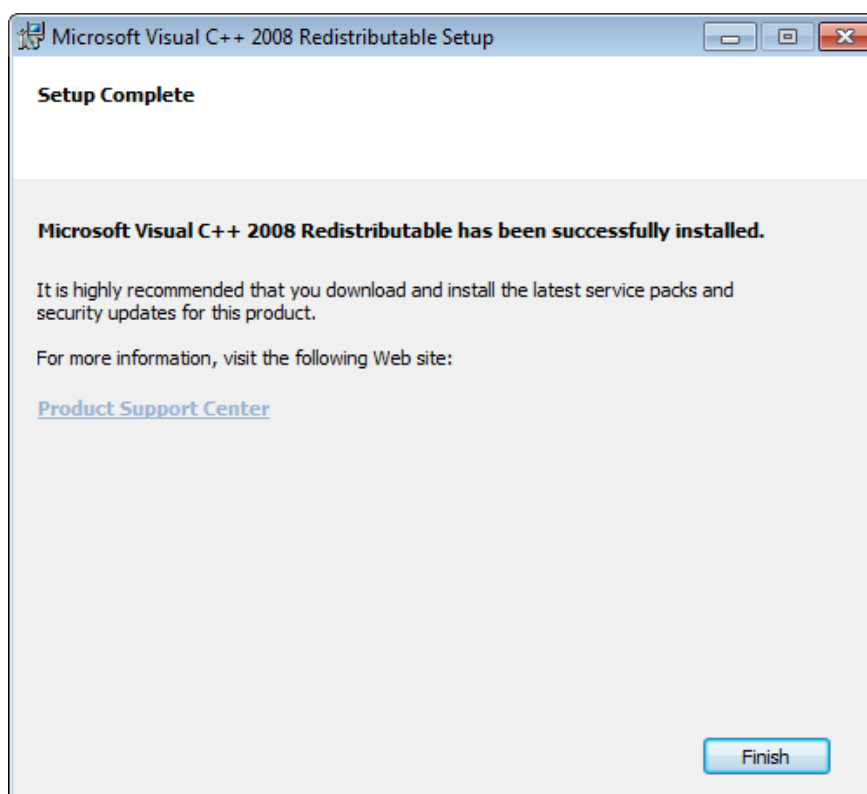 Microsoft Visual C++ 2008 Redistributable Setup
Setup Complete
Microsoft Visual C++ 2008 Redistributable has been successfully installed.
It is highly recommended that you download and install the latest service packs and
security updates for this product.
For more information, visit the following Web site:
Product Support Center
Finish